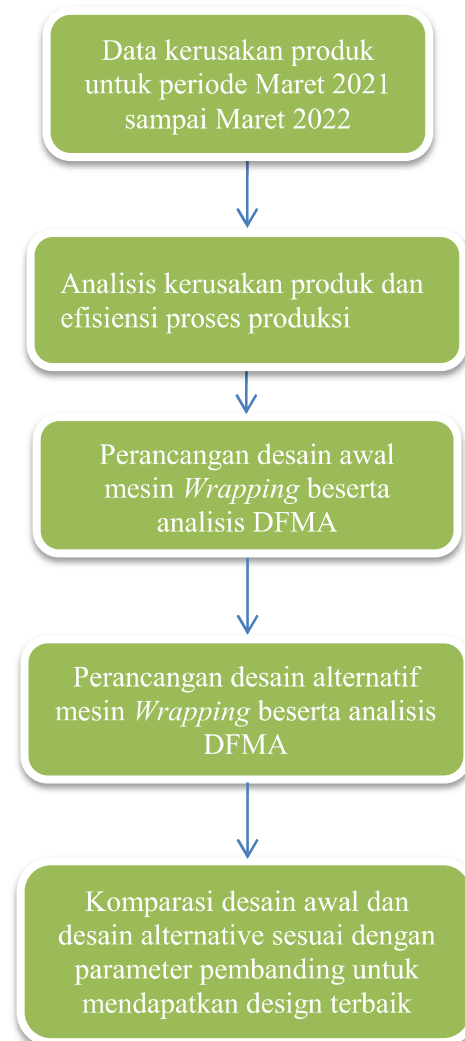 Data kerusakan produk
untuk periode Maret 2021
sampai Maret 2022
Analisis kerusakan produk dan
efisiensi proses produksi
Perancangan desain awal
mesin Wrapping beserta
analisis DFMA
Perancangan desain alternatif
mesin Wrapping beserta analisis
DFMA
Komparasi desain awal dan
desain alternative sesuai dengan
parameter pembanding untuk
mendapatkan design terbaik